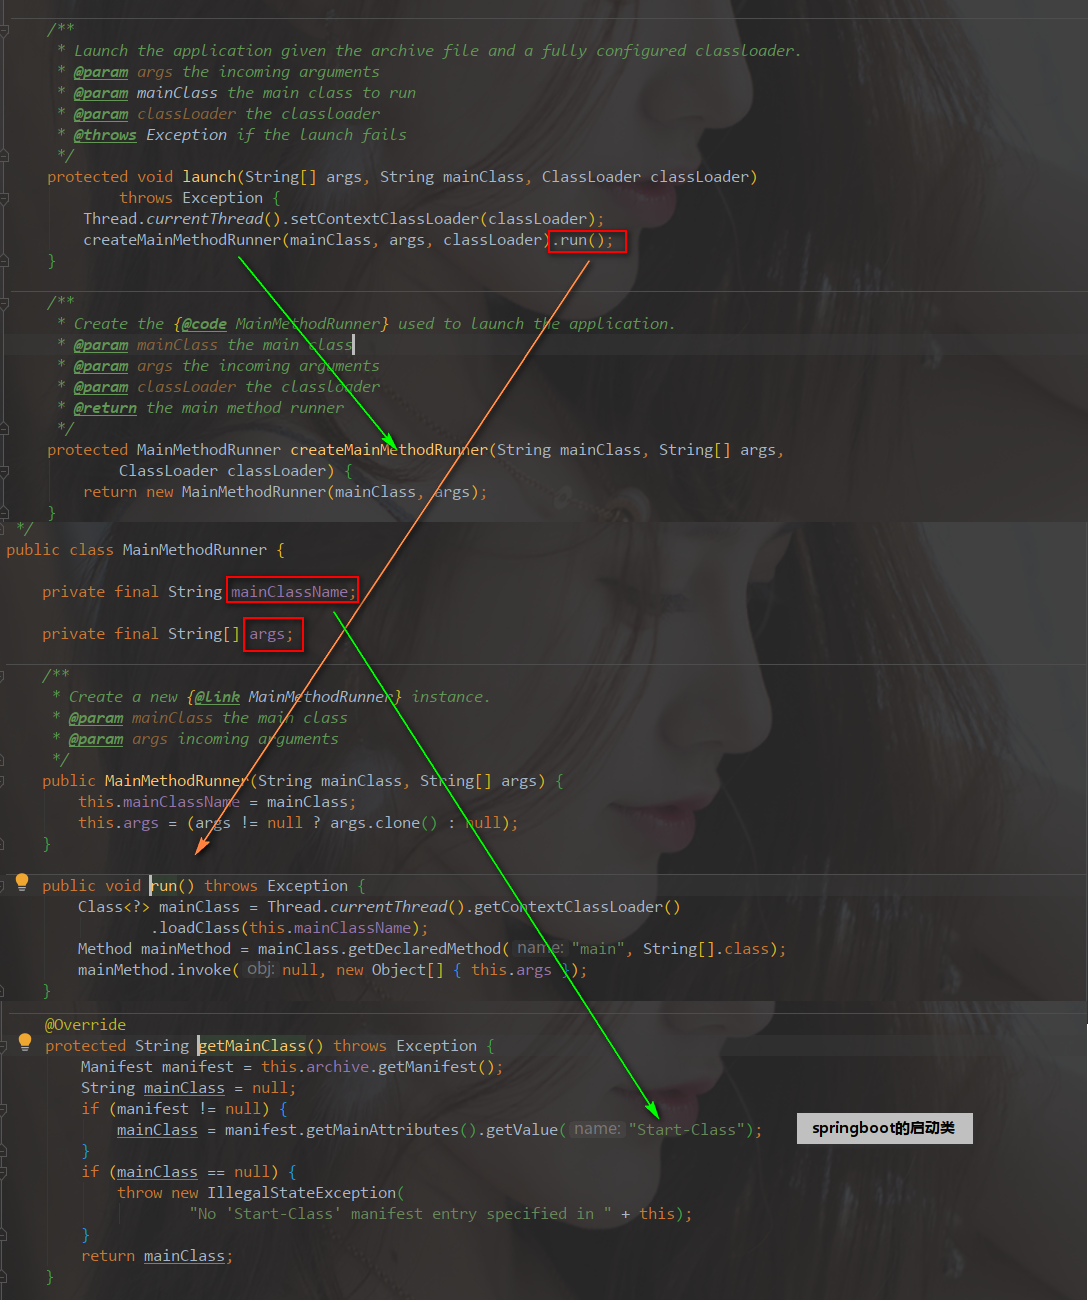 /**
 * Launch the application given the archive file and a fully configured classloader.
 * @param args the incoming arguments
 * @param mainClass the main class to run
 * @param classLoader the classloader
 * @throws Exception if the launch fails
 */
protected void launch(String[] args, String mainClass, ClassLoader classLoader)
        throws Exception {
    Thread.currentThread().setContextClassLoader(classLoader);
    createMainMethodRunner(mainClass, args, classLoader).run();
}
/**
 * Create the {@code MainMethodRunner} used to launch the application.
 * @param mainClass the main class
 * @param args the incoming arguments
 * @param classLoader the classloader
 * @return the main method runner
 */
protected MainMethodRunner createMainMethodRunner(String mainClass, String[] args,
        ClassLoader classLoader) {
    return new MainMethodRunner(mainClass, args);
}
 */
public class MainMethodRunner {
    private final String mainClassName;
    private final String[] args;
    /**
     * Create a new {@link MainMethodRunner} instance.
     * @param mainClass the main class
     * @param args incoming arguments
     */
    public MainMethodRunner(String mainClass, String[] args) {
        this.mainClassName = mainClass;
        this.args = (args != null ? args.clone() : null);
    }
    public void run() throws Exception {
        Class<?> mainClass = Thread.currentThread().getContextClassLoader()
                .loadClass(this.mainClassName);
        Method mainMethod = mainClass.getDeclaredMethod( name: "main", String[].class);
        mainMethod.invoke( obj: null, new Object[] { this.args });
    }
@Override
protected String getMainClass() throws Exception {
    Manifest manifest = this.archive.getManifest();
    String mainClass = null;
    if (manifest != null) {
        mainClass = manifest.getMainAttributes().getValue( name: "Start-Class");
springboot的启动类
    }
    if (mainClass == null) {
        throw new IllegalStateException(
                "No 'Start-Class' manifest entry specified in " + this);
    }
    return mainClass;
}